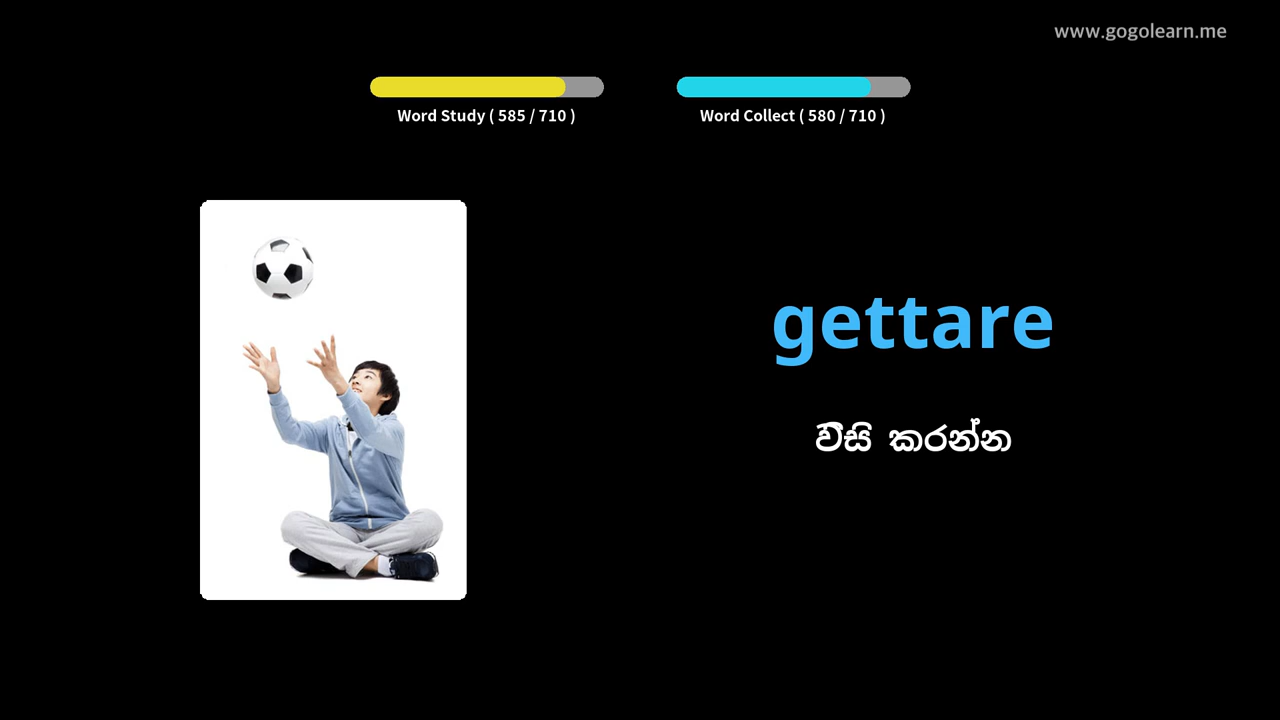 www.gogolearn.me
Word Study ( 585 / 710 )
Word Collect ( 580 / 710 )
gettare
වීසි කරන්න